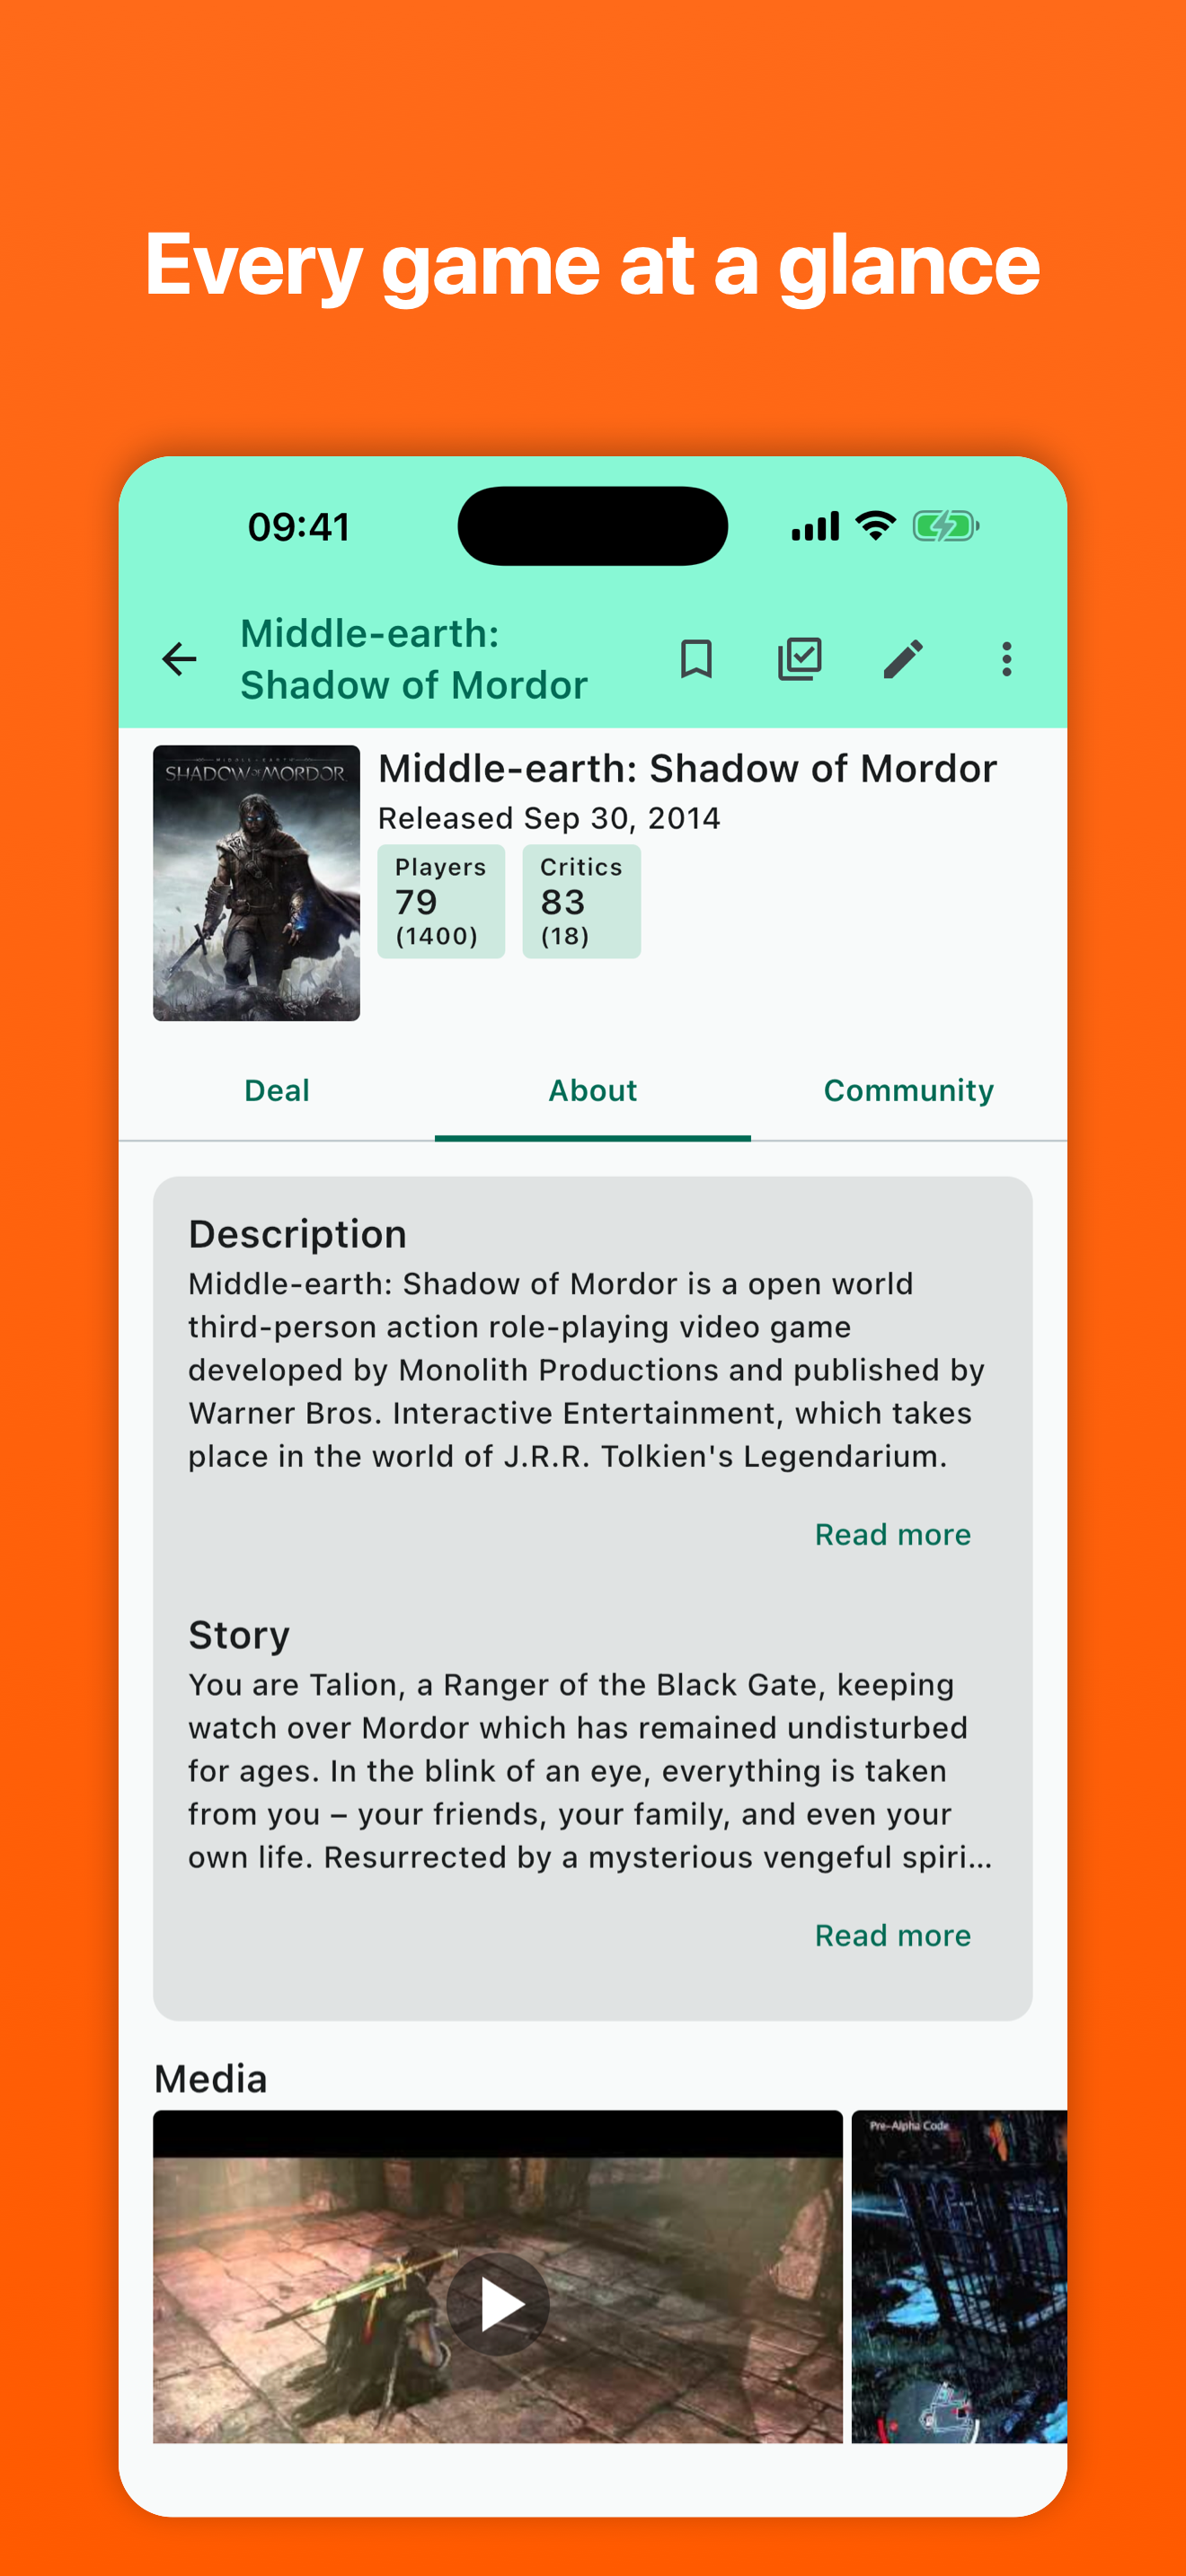 Every game at a glance
09:41
Middle-earth:
Shadow of Mordor
MIDDLE-EARTH
SHADOW OF MORDOR
Middle-earth: Shadow of Mordor
Released Sep 30, 2014
Players
79
(1400)
Critics
83
(18)
Deal
About
Community
Description
Middle-earth: Shadow of Mordor is a open world
third-person action role-playing video game
developed by Monolith Productions and published by
Warner Bros. Interactive Entertainment, which takes
place in the world of J.R.R. Tolkien's Legendarium.
Read more
Story
You are Talion, a Ranger of the Black Gate, keeping
watch over Mordor which has remained undisturbed
for ages. In the blink of an eye, everything is taken
from you – your friends, your family, and even your
own life. Resurrected by a mysterious vengeful spiri...
Read more
Media
Pre-Alpha Code